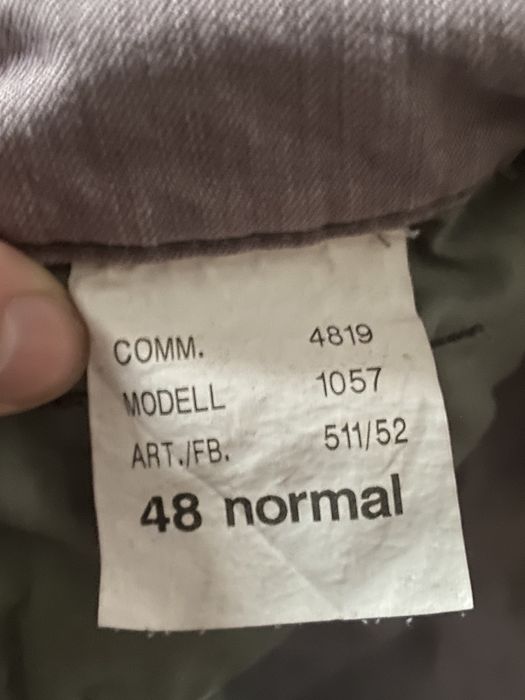 COMM. 4819
MODELL 1057
ART./FB. 511/52
48 normal